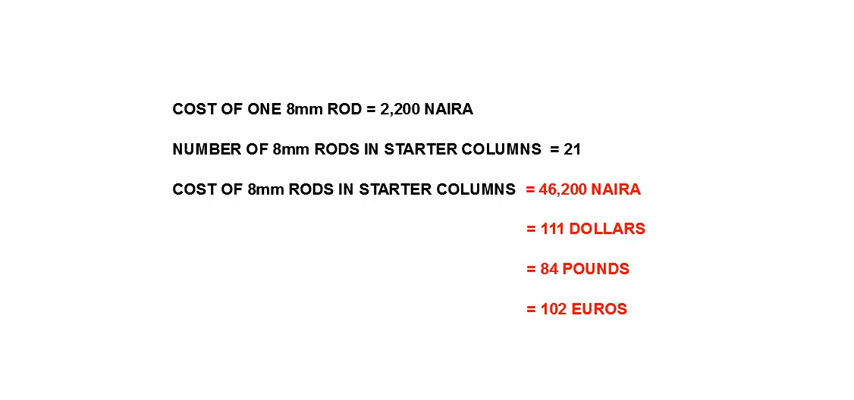 COST OF ONE 8mm ROD = 2,200 NAIRA
NUMBER OF 8mm RODS IN STARTER COLUMNS = 21
COST OF 8mm RODS IN STARTER COLUMNS = 46,200 NAIRA
= 111 DOLLARS
= 84 POUNDS
= 102 EUROS